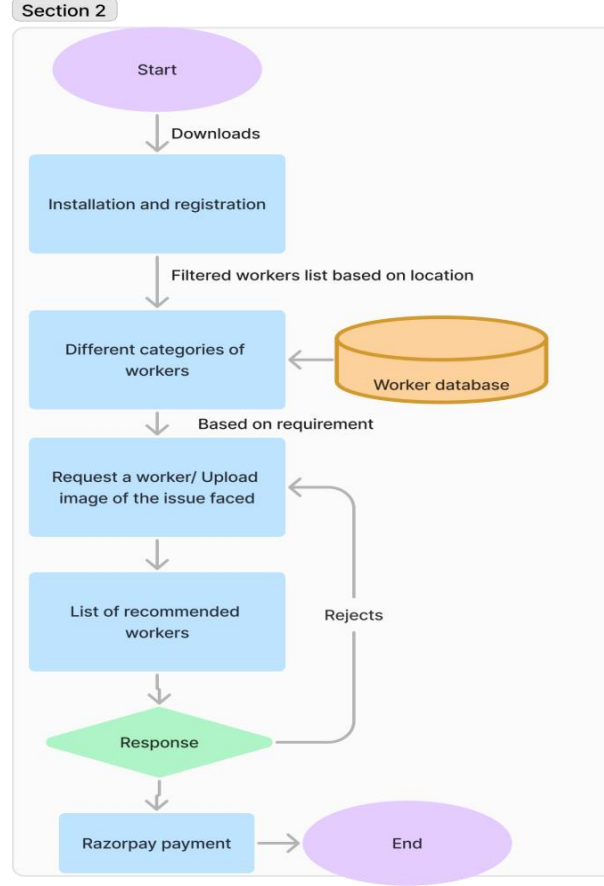 Section 2
Start
Downloads
Installation and registration
Filtered workers list based on location
Different categories of
workers
Worker database
Based on requirement
Request a worker/ Upload
image of the issue faced
List of recommended
workers
Rejects
Response
Razorpay payment
End